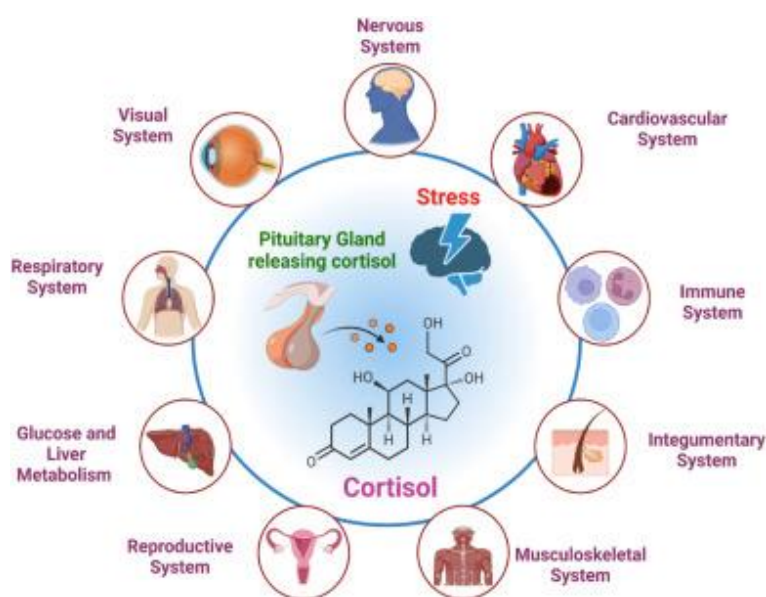 Nervous
System
Visual
System
Cardiovascular
System
Stress
Pituitary Gland
releasing cortisol
Respiratory
System
Immune
System
OH
O
HO
OH
H
H
H
O
Glucose and
Liver
Metabolism
Integumentary
System
Cortisol
Reproductive
System
Musculoskeletal
System